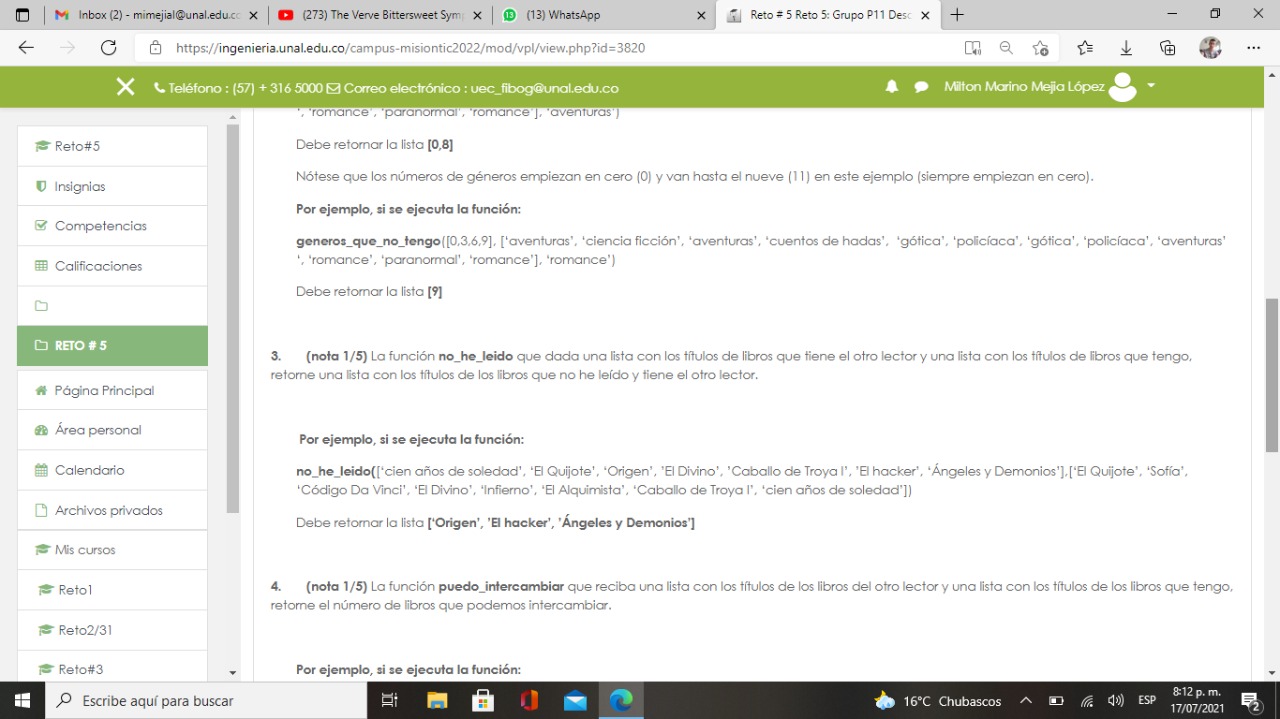 Inbox (2) - mimejial@unal.edu.cc
(273) The Verve Bittersweet Sym
(13) WhatsApp
Reto # 5 Reto 5: Grupo P11 Desc
https://ingenieria.unal.edu.co/campus-misiontic2022/mod/vpl/view.php?id=3820
Teléfono : (57) + 316 5000 Correo electrónico : uec_fibog@unal.edu.co
Milton Marino Mejia López
Reto#5
Insignias
Competencias
Calificaciones
RETO # 5
Página Principal
Área personal
Calendario
Archivos privados
Mis cursos
Reto1
Reto2/31
Reto#3
‘, ‘romance’, ‘paranormal’, ‘romance’], ‘aventuras’)
Debe retornar la lista [0,8]
Nótese que los números de géneros empiezan en cero (0) y van hasta el nueve (11) en este ejemplo (siempre empiezan en cero).
Por ejemplo, si se ejecuta la función:
generos_que_no_tengo([0,3,6,9], [‘aventuras’, ‘ciencia ficción’, ‘aventuras’, ‘cuentos de hadas’, ‘gótica’, ‘policíaca’, ‘gótica’, ‘policíaca’, ‘aventuras’
‘, ‘romance’, ‘paranormal’, ‘romance’], ‘romance’)
Debe retornar la lista [9]
3. (nota 1/5) La función no_he_leido que dada una lista con los títulos de libros que tiene el otro lector y una lista con los títulos de libros que tengo,
retorne una lista con los títulos de los libros que no he leído y tiene el otro lector.
Por ejemplo, si se ejecuta la función:
no_he_leido([‘cien años de soledad’, ‘El Quijote’, ‘Origen’, ’El Divino’, ’Caballo de Troya I’, ’El hacker’, ‘Ángeles y Demonios’],[‘El Quijote’, ‘Sofía’,
‘Código Da Vinci’, ‘El Divino’, ‘Infierno’, ‘El Alquimista’, ‘Caballo de Troya I’, ‘cien años de soledad’])
Debe retornar la lista [‘Origen’, ’El hacker’, ’Ángeles y Demonios’]
4. (nota 1/5) La función puedo_intercambiar que reciba una lista con los títulos de los libros del otro lector y una lista con los títulos de los libros que tengo,
retorne el número de libros que podemos intercambiar.
Por ejemplo, si se ejecuta la función:
Escribe aquí para buscar
16°C Chubascos
ESP
8:12 p. m.
17/07/2021
2